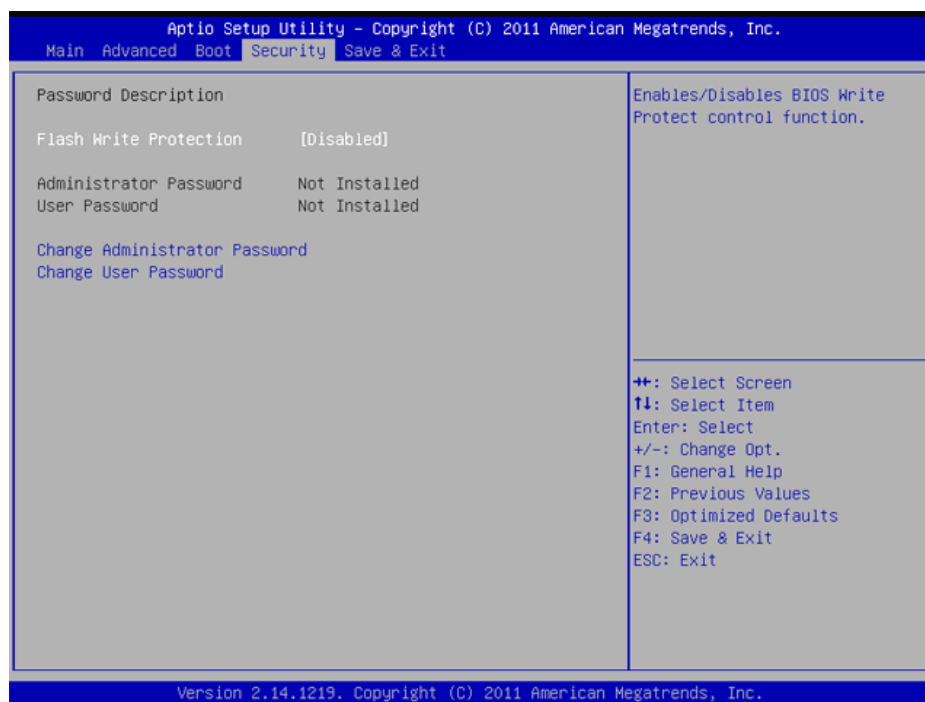 Aptio Setup Utility – Copyright (C) 2011 American Megatrends, Inc.
Main Advanced Boot Security Save & Exit
Password Description
Flash Write Protection [Disabled]
Administrator Password Not Installed
User Password Not Installed
Change Administrator Password
Change User Password
Enables/Disables BIOS Write
Protect control function.
→←: Select Screen
↑↓: Select Item
Enter: Select
+/-: Change Opt.
F1: General Help
F2: Previous Values
F3: Optimized Defaults
F4: Save & Exit
ESC: Exit
Version 2.14.1219. Copyright (C) 2011 American Megatrends, Inc.